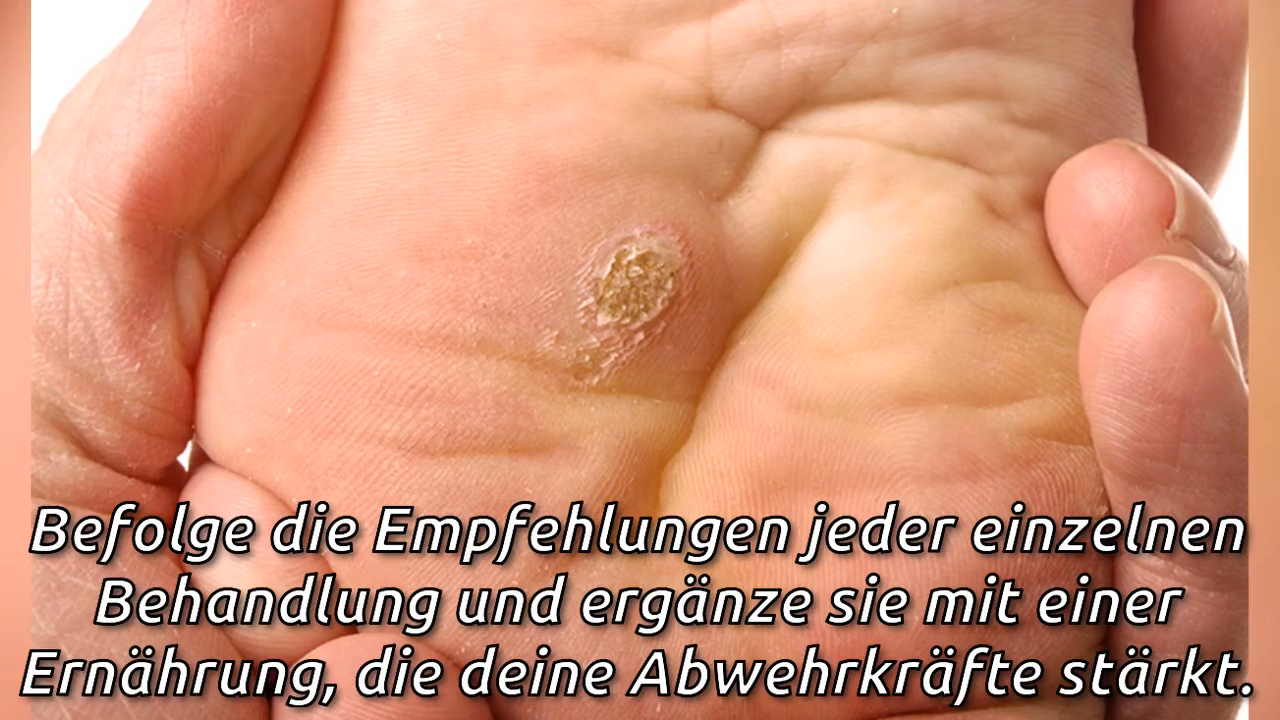 Befolge die Empfehlungen jeder einzelnen
Behandlung und ergänze sie mit einer
Ernährung, die deine Abwehrkräfte stärkt.